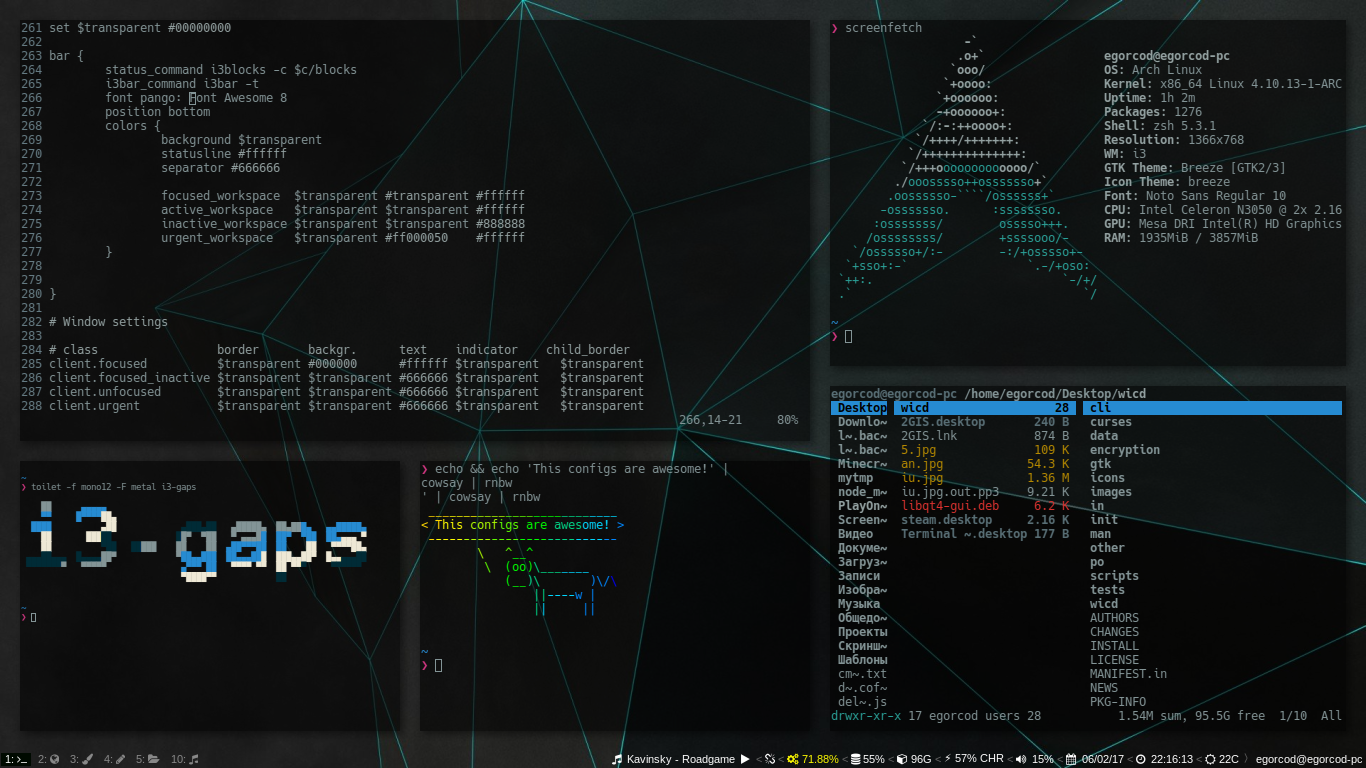 261 set $transparent #00000000
262
263 bar {
264 status_command i3blocks -c $c/blocks
265 i3bar_command i3bar -t
266 font pango: Font Awesome 8
267 position bottom
268 colors {
269 background $transparent
270 statusline #ffffff
271 separator #666666
272
273 focused_workspace $transparent #transparent #ffffff
274 active_workspace $transparent $transparent #ffffff
275 inactive_workspace $transparent $transparent #888888
276 urgent_workspace $transparent #ff000050 #ffffff
277 }
278
279
280 }
281
282 # Window settings
283
284 # class border backgr. text indicator child_border
285 client.focused $transparent #000000 #ffffff $transparent $transparent
286 client.focused_inactive $transparent $transparent #666666 $transparent $transparent
287 client.unfocused $transparent $transparent #666666 $transparent $transparent
288 client.urgent $transparent $transparent #666666 $transparent $transparent
266,14-21 80%
❯ screenfetch
egorcod@egorcod-pc
OS: Arch Linux
Kernel: x86_64 Linux 4.10.13-1-ARC
Uptime: 1h 2m
Packages: 1276
Shell: zsh 5.3.1
Resolution: 1366x768
WM: i3
GTK Theme: Breeze [GTK2/3]
Icon Theme: breeze
Font: Noto Sans Regular 10
CPU: Intel Celeron N3050 @ 2x 2.16
GPU: Mesa DRI Intel(R) HD Graphics
RAM: 1935MiB / 3857MiB
~
❯
~
❯ toilet -f mono12 -F metal i3-gaps
i3-gaps
~
❯
❯ echo && echo 'This configs are awesome!' |
cowsay | rnbw
' | cowsay | rnbw
< This configs are awesome! >
\ ^__^
\ (oo)\_______
(__)\ )\/\
||----w |
|| ||
~
❯
egorcod@egorcod-pc /home/egorcod/Desktop/wicd
Desktop wicd 28 cli
Downlo~ 2GIS.desktop 240 B curses
l~.bac~ 2GIS.lnk 874 B data
l~.bac~ 5.jpg 109 K encryption
Minecr~ an.jpg 54.3 K gtk
mytmp iu.jpg 1.36 M icons
node_m~ iu.jpg.out.pp3 9.21 K images
PlayOn~ libqt4-gui.deb 6.2 K in
Screen~ steam.desktop 2.16 K init
Видео Terminal ~.desktop 177 B man
Докуме~ other
Загруз~ po
Записи scripts
Изобра~ tests
Музыка wicd
Общедо~ AUTHORS
Проекты CHANGES
Скринш~ INSTALL
Шаблоны LICENSE
cm~.txt MANIFEST.in
d~.cof~ NEWS
del~.js PKG-INFO
drwxr-xr-x 17 egorcod users 28 1.54M sum, 95.5G free 1/10 All
1: 2: 3: 4: 5: 10: Kavinsky - Roadgame < < 71.88% < 55% < 96G < 57% CHR < 15% < 06/02/17 < 22:16:13 < 22C 〉 egorcod@egorcod-pc